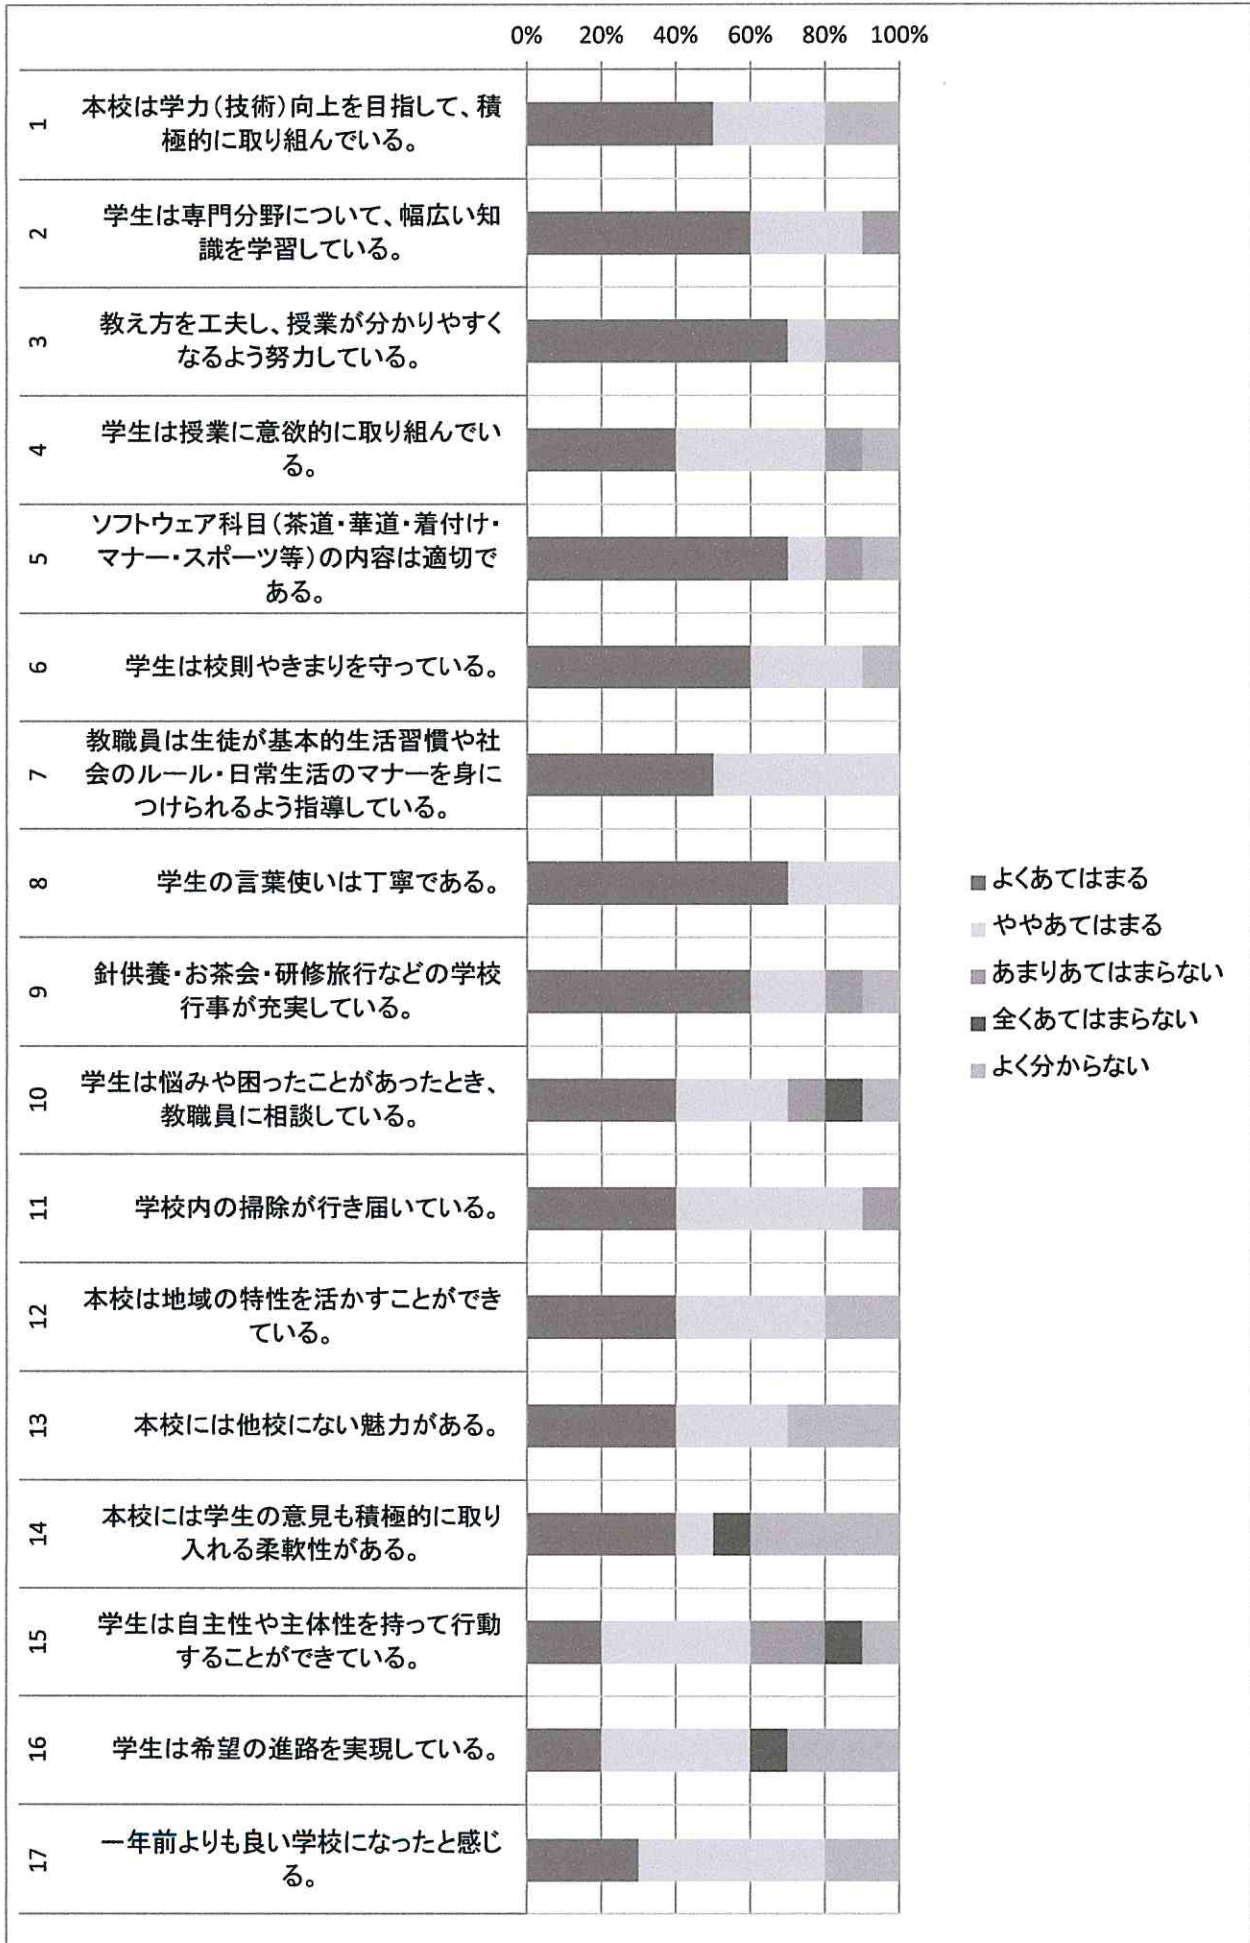 0% 20% 40% 60% 80% 100%
1
本校は学力(技術)向上を目指して、積
極的に取り組んでいる。
2
学生は専門分野について、幅広い知
識を学習している。
3
教え方を工夫し、授業が分かりやすく
なるよう努力している。
4
学生は授業に意欲的に取り組んでい
る。
5
ソフトウェア科目(茶道・華道・着付け・
マナー・スポーツ等)の内容は適切で
ある。
6
学生は校則やきまりを守っている。
7
教職員は生徒が基本的生活習慣や社
会のルール・日常生活のマナーを身に
つけられるよう指導している。
8
学生の言葉使いは丁寧である。
9
針供養・お茶会・研修旅行などの学校
行事が充実している。
10
学生は悩みや困ったことがあったとき、
教職員に相談している。
11
学校内の掃除が行き届いている。
12
本校は地域の特性を活かすことができ
ている。
13
本校には他校にない魅力がある。
14
本校には学生の意見も積極的に取り
入れる柔軟性がある。
15
学生は自主性や主体性を持って行動
することができている。
16
学生は希望の進路を実現している。
17
一年前よりも良い学校になったと感じ
る。
よくあてはまる
ややあてはまる
あまりあてはまらない
全くあてはまらない
よく分からない